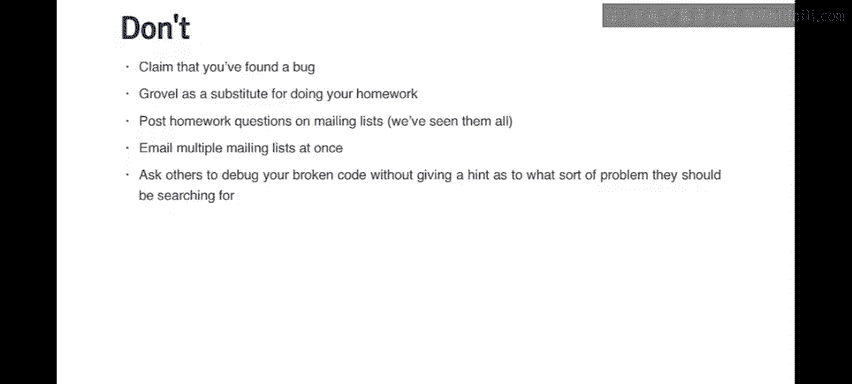 Don't
· Claim that you've found a bug
· Grovel as a substitute for doing your homework
· Post homework questions on mailing lists (we've seen them all)
· Email multiple mailing lists at once
· Ask others to debug your broken code without giving a hint as to what sort of problem they should
be searching for